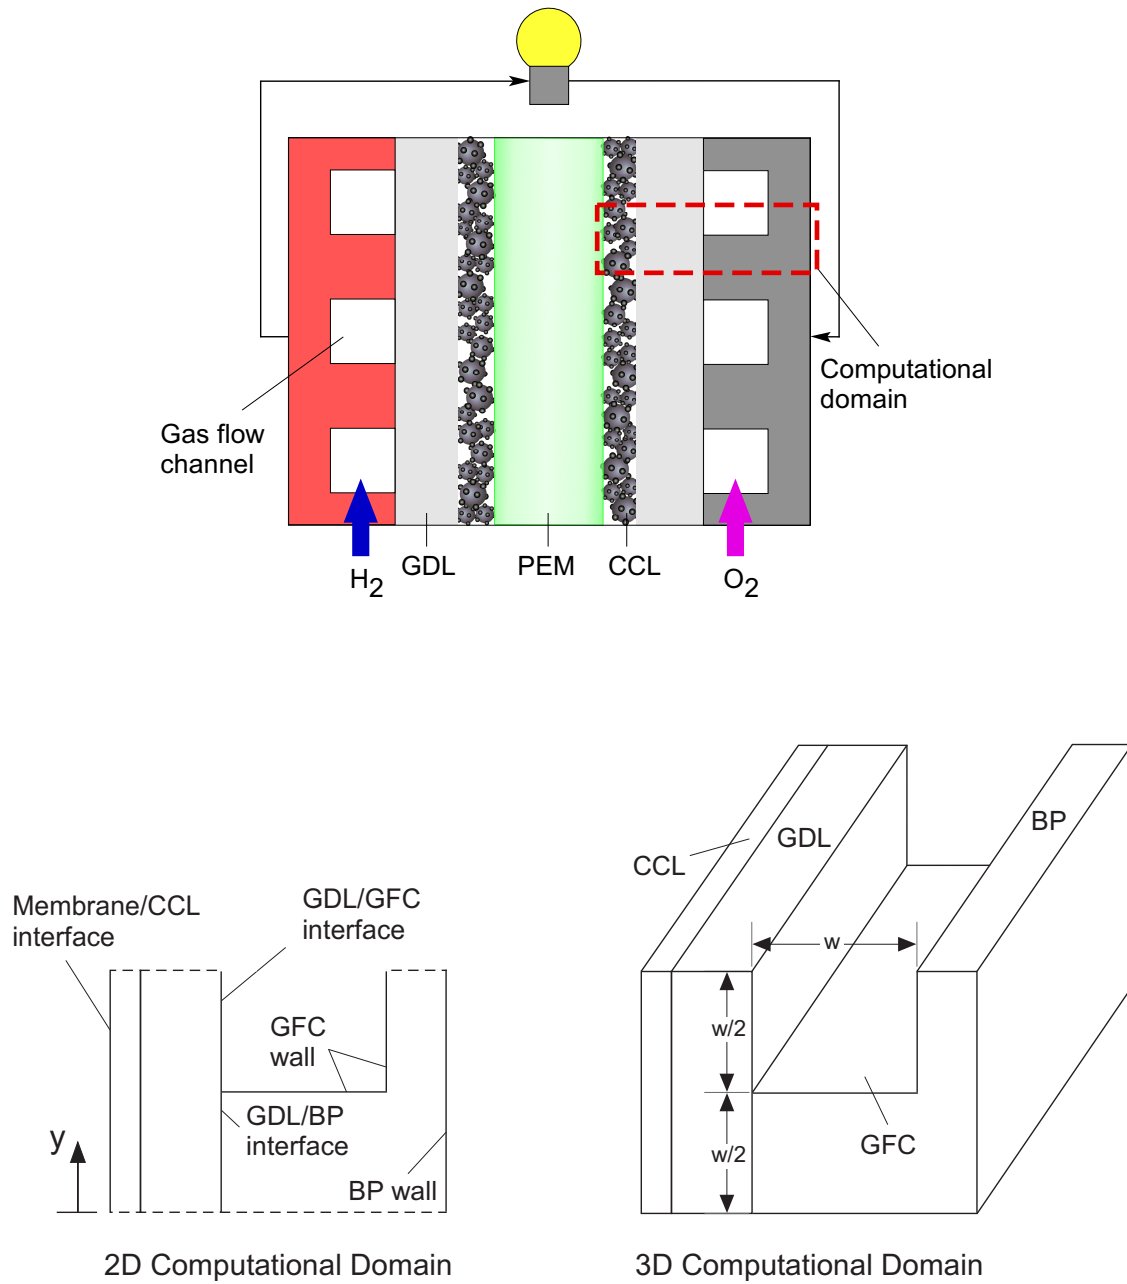 Computational
domain
Gas flow
channel
H2
GDL
PEM
CCL
O2
Membrane/CCL
interface
GDL/GFC
interface
GFC
wall
GDL/BP
interface
y
BP wall
2D Computational Domain
CCL
GDL
BP
w
w/2
w/2
GFC
3D Computational Domain